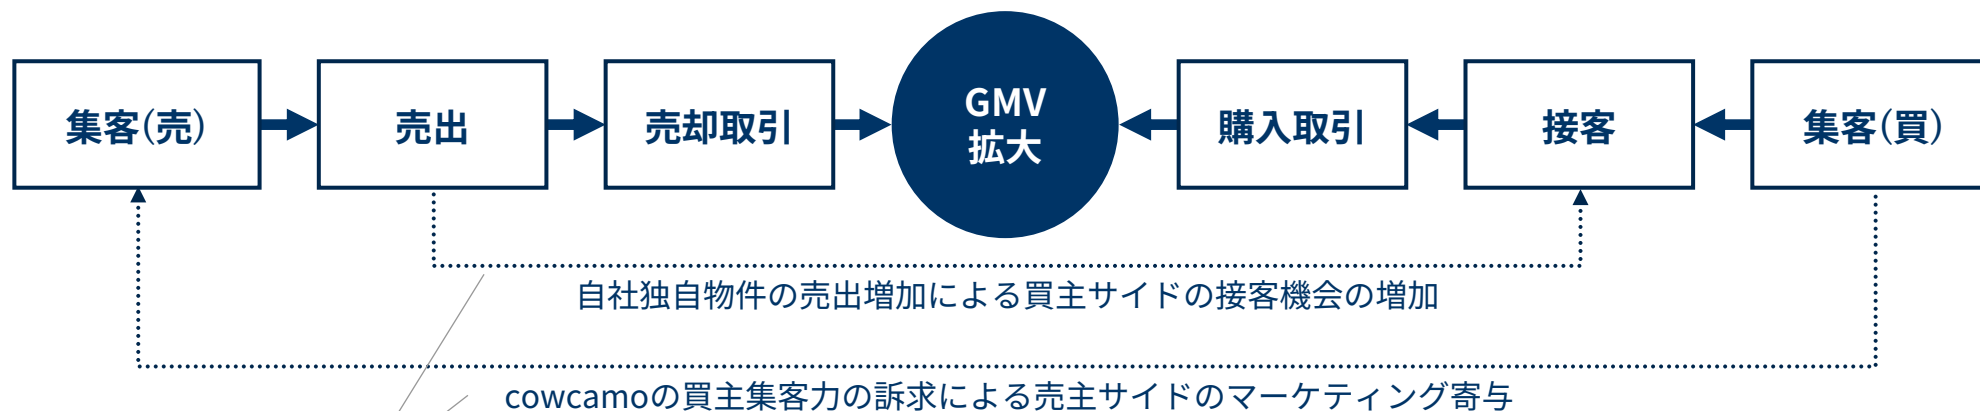 集客(売)
売出
売却取引
GMV
拡大
購入取引
接客
集客(買)
自社独自物件の売出増加による買主サイドの接客機会の増加
cowcamoの買主集客力の訴求による売主サイドのマーケティング寄与